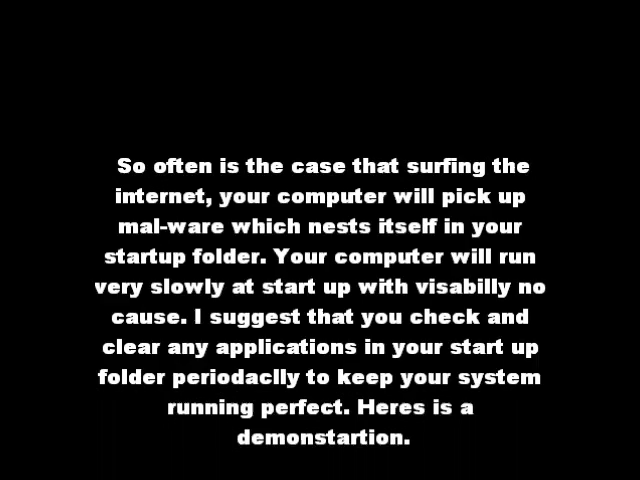 So often is the case that surfing the
internet, your computer will pick up
mal-ware which nests itself in your
startup folder. Your computer will run
very slowly at start up with visabilly no
cause. I suggest that you check and
clear any applications in your start up
folder periodaclly to keep your system
running perfect. Heres is a
demonstartion.